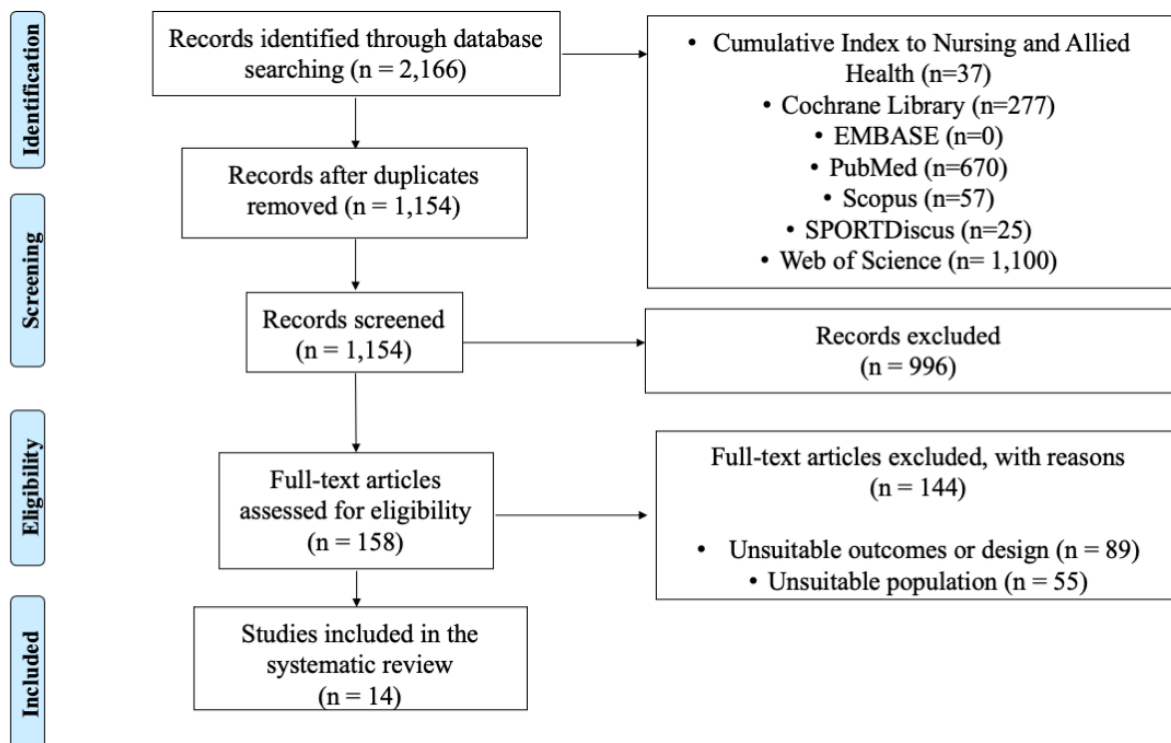 Identification
Records identified through database
searching (n = 2,166)
• Cumulative Index to Nursing and Allied
Health (n=37)
• Cochrane Library (n=277)
• EMBASE (n=0)
• PubMed (n=670)
• Scopus (n=57)
• SPORTDiscus (n=25)
• Web of Science (n= 1,100)
Records after duplicates
removed (n = 1,154)
Screening
Records screened
(n = 1,154)
Records excluded
(n = 996)
Eligibility
Full-text articles
assessed for eligibility
(n = 158)
Full-text articles excluded, with reasons
(n = 144)
• Unsuitable outcomes or design (n = 89)
• Unsuitable population (n = 55)
Included
Studies included in the
systematic review
(n = 14)